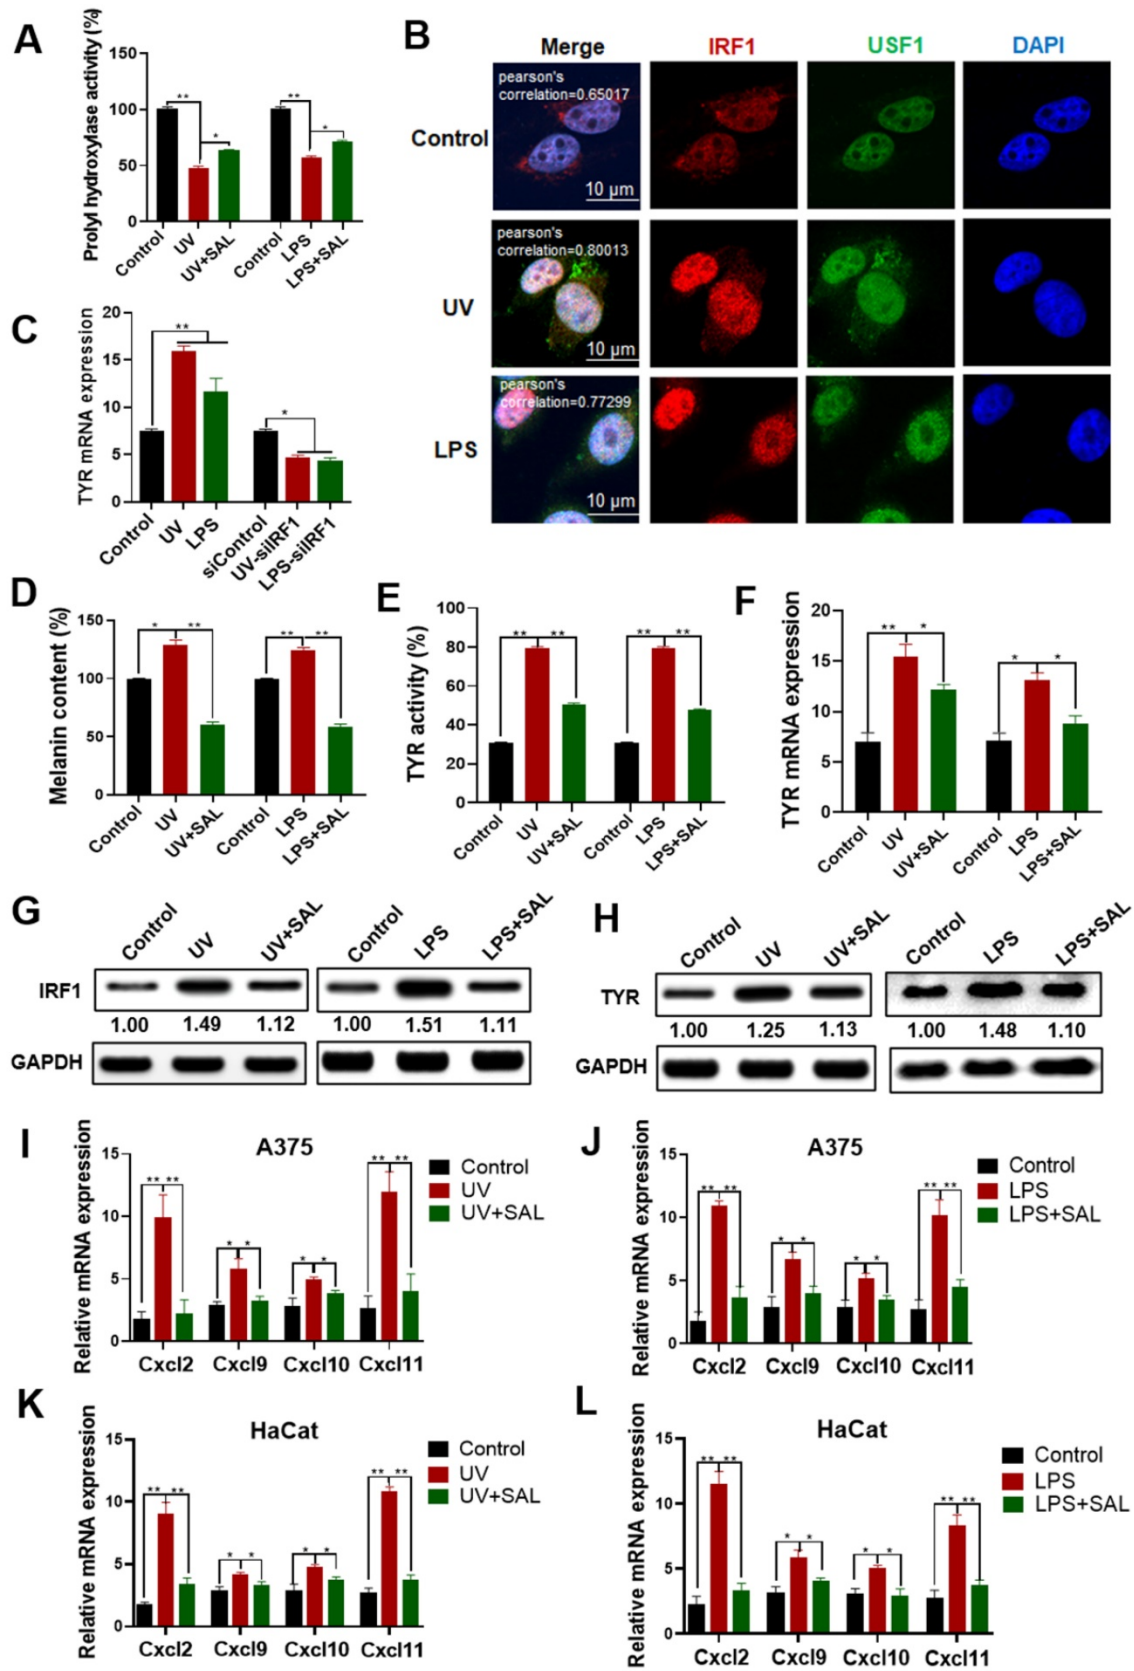 A
Prolyl hydroxylase activity (%)
150
100
50
0
**
*
**
*
Control
UV
UV+SAL
Control
LPS
LPS+SAL
B
Merge
IRF1
USF1
DAPI
Control
pearson's
correlation=0.65017
10 µm
UV
pearson's
correlation=0.80013
10 µm
LPS
pearson's
correlation=0.77299
10 µm
C
TYR mRNA expression
20
15
10
5
0
**
*
Control
UV
LPS
siControl
UV-siIRF1
LPS-siIRF1
D
Melanin content (%)
150
100
50
0
* **
** **
Control
UV
UV+SAL
Control
LPS
LPS+SAL
E
TYR activity (%)
100
80
60
40
20
0
** **
** **
Control
UV
UV+SAL
Control
LPS
LPS+SAL
F
TYR mRNA expression
20
15
10
5
0
** *
* *
Control
UV
UV+SAL
Control
LPS
LPS+SAL
G
Control UV UV+SAL Control LPS LPS+SAL
IRF1
1.00 1.49 1.12 1.00 1.51 1.11
GAPDH
H
Control UV UV+SAL Control LPS LPS+SAL
TYR
1.00 1.25 1.13 1.00 1.48 1.10
GAPDH
I
A375
Relative mRNA expression
15
10
5
0
** **
* *
* *
** **
Cxcl2 Cxcl9 Cxcl10 Cxcl11
Control
UV
UV+SAL
J
A375
Relative mRNA expression
15
10
5
0
** **
* *
* *
** **
Cxcl2 Cxcl9 Cxcl10 Cxcl11
Control
LPS
LPS+SAL
K
HaCat
Relative mRNA expression
15
10
5
0
** **
* *
* *
** **
Cxcl2 Cxcl9 Cxcl10 Cxcl11
Control
UV
UV+SAL
L
HaCat
Relative mRNA expression
15
10
5
0
** **
* *
* *
** **
Cxcl2 Cxcl9 Cxcl10 Cxcl11
Control
LPS
LPS+SAL